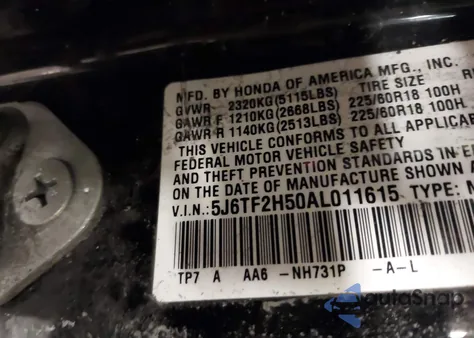 MFD. BY HONDA OF AMERICA MFG., INC.
TIRE SIZE
GVWR 2320KG(5115LBS)
GAWR F 1210KG(2668LBS) 225/60R18 100H
GAWR R 1140KG(2513LBS) 225/60R18 100H
THIS VEHICLE CONFORMS TO ALL APPLICAB
FEDERAL MOTOR VEHICLE SAFETY
AND THEFT PREVENTION STANDARDS IN E
ON THE DATE OF MANUFACTURE SHOWN A
V.I.N.: 5J6TF2H50AL011615 TYPE:
TP7 A AA6 -NH731P -A-L
autoSnap